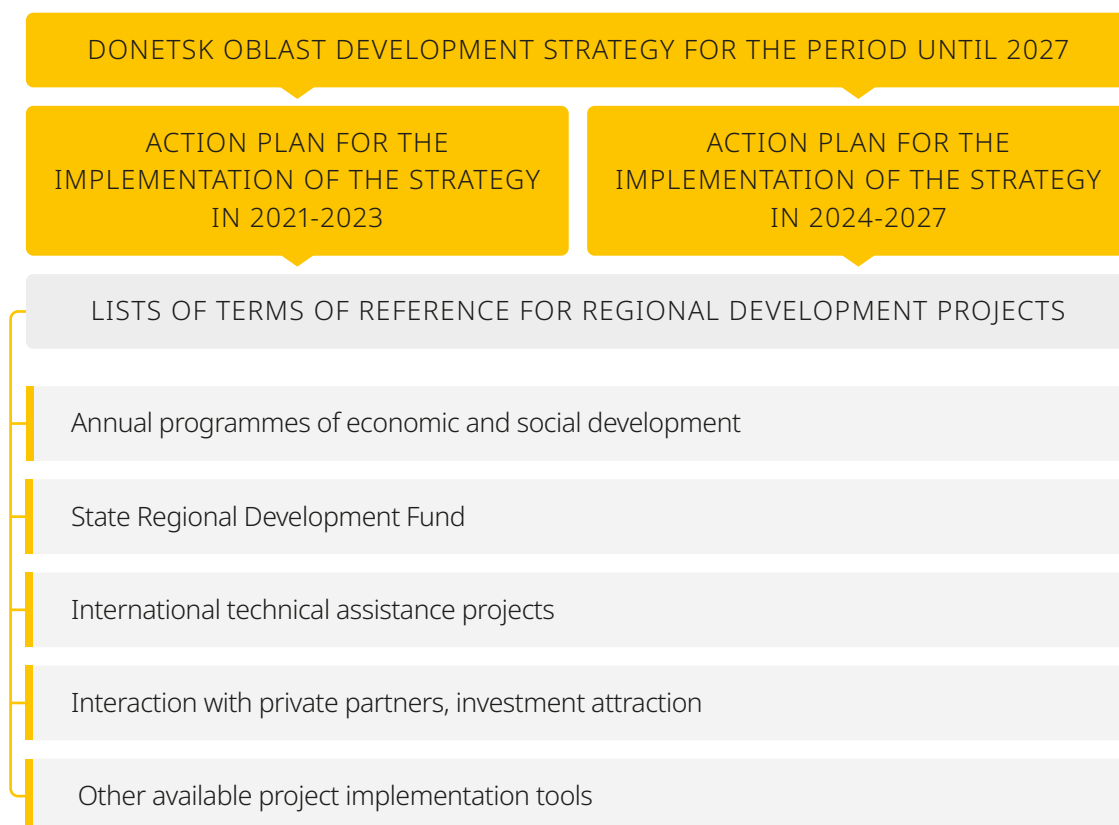 DONETSK OBLAST DEVELOPMENT STRATEGY FOR THE PERIOD UNTIL 2027
ACTION PLAN FOR THE
IMPLEMENTATION OF THE STRATEGY
IN 2021-2023
ACTION PLAN FOR THE
IMPLEMENTATION OF THE STRATEGY
IN 2024-2027
LISTS OF TERMS OF REFERENCE FOR REGIONAL DEVELOPMENT PROJECTS
Annual programmes of economic and social development
State Regional Development Fund
International technical assistance projects
Interaction with private partners, investment attraction
Other available project implementation tools